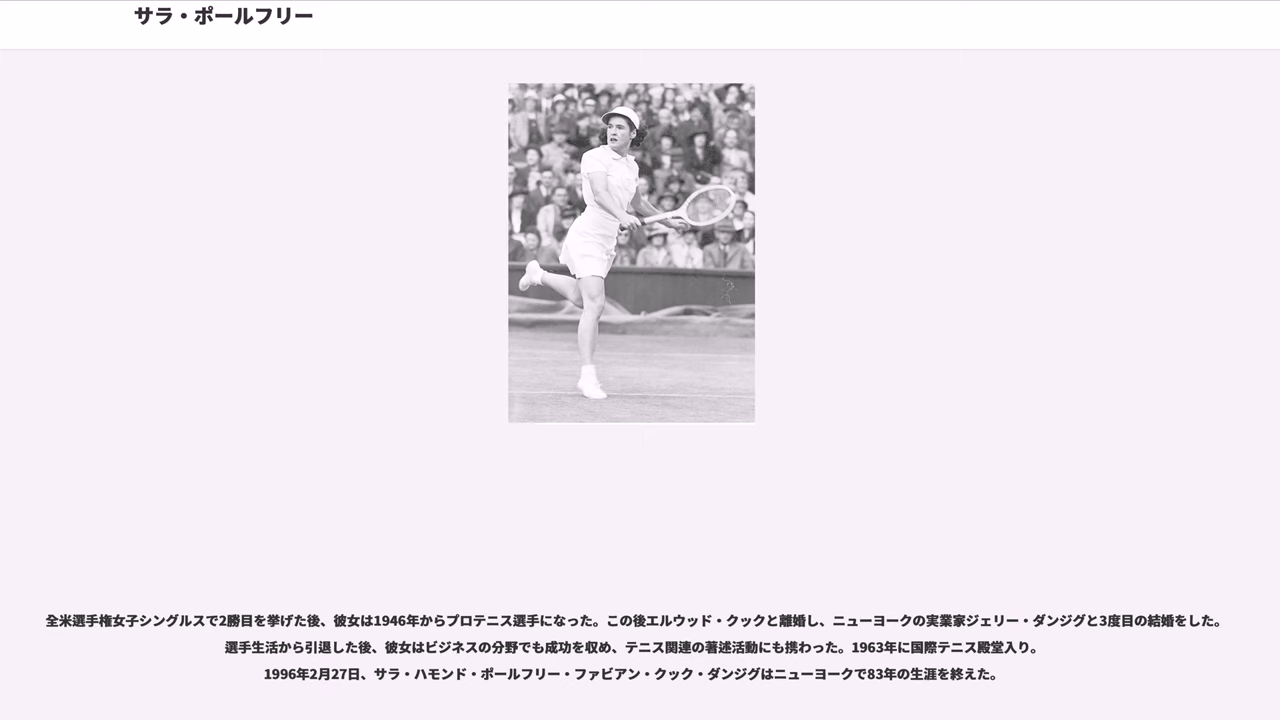 サラ・ポールフリー
全米選手権女子シングルスで2勝目を挙げた後、彼女は1946年からプロテニス選手になった。この後エルウッド・クックと離婚し、ニューヨークの実業家ジェリー・ダンジグと3度目の結婚をした。
選手生活から引退した後、彼女はビジネスの分野でも成功を収め、テニス関連の著述活動にも携わった。1963年に国際テニス殿堂入り。
1996年2月27日、サラ・ハモンド・ポールフリー・ファビアン・クック・ダンジグはニューヨークで83年の生涯を終えた。